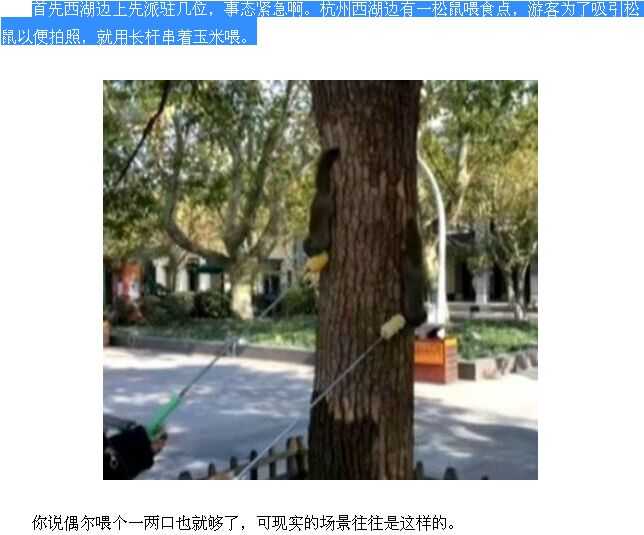 首先西湖边上先派驻几位，事态紧急啊。杭州西湖边有一松鼠喂食点，游客为了吸引松
鼠以便拍照，就用长杆串着玉米喂。
你说偶尔喂个一两口也就够了，可现实的场景往往是这样的。